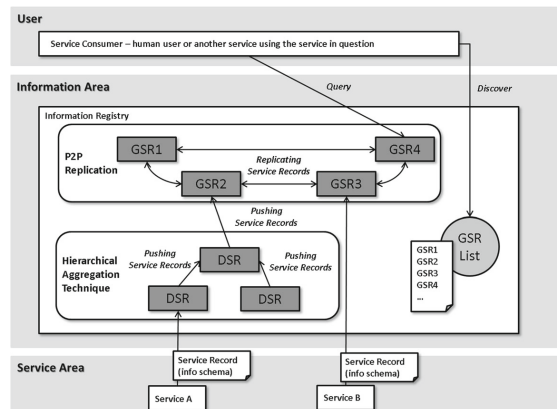 User
Service Consumer – human user or another service using the service in question
Information Area
Query
Discover
Information Registry
P2P
Replication
GSR1
GSR4
Replicating
Service Records
GSR2
GSR3
Pushing
Service Records
Hierarchical
Aggregation
Technique
Pushing
Service Records
DSR
Pushing
Service Records
DSR
DSR
GSR
List
GSR1
GSR2
GSR3
GSR4
...
Service Area
Service Record
(info schema)
Service Record
(info schema)
Service A
Service B